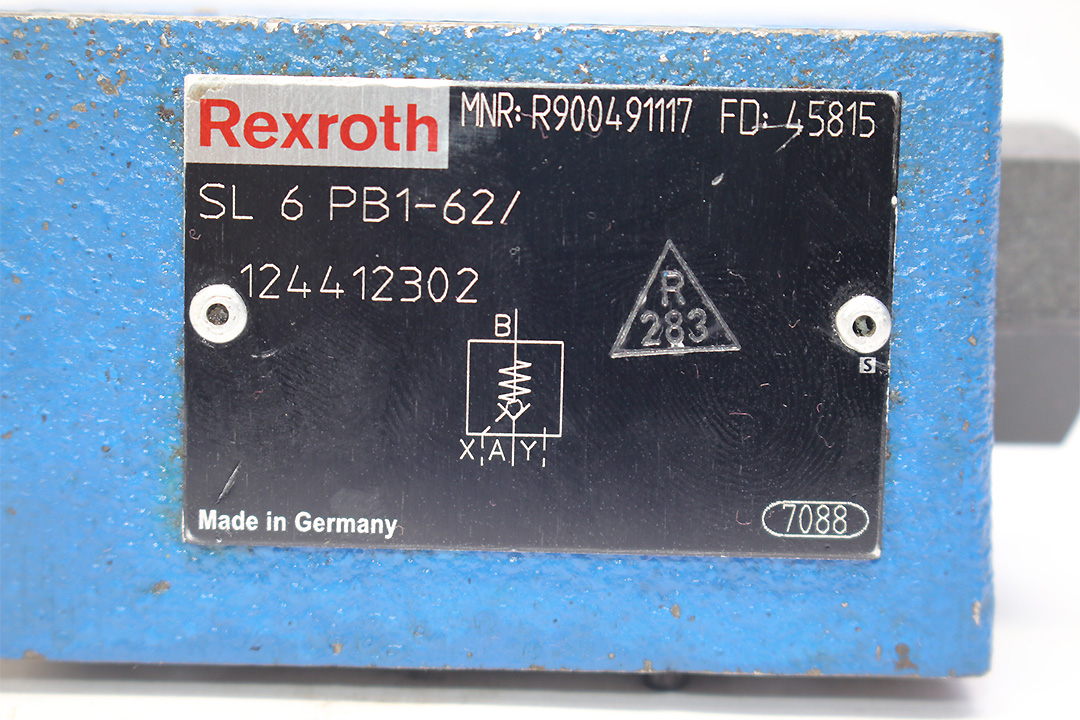 Rexroth MNR: R900491117 FD: 45815
SL 6 PB1-62/
124412302
R
283
B
X A Y
S
Made in Germany
7088